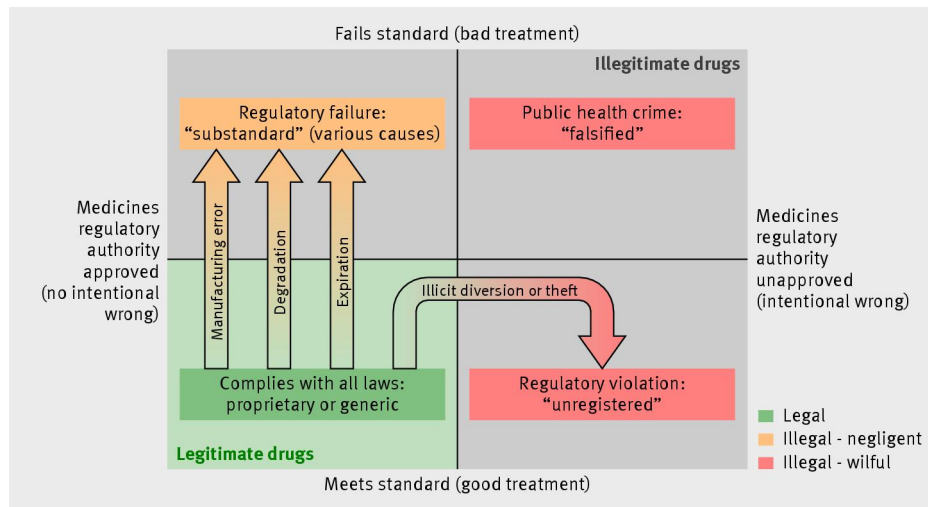 Fails standard (bad treatment)
Illegitimate drugs
Regulatory failure:
“substandard” (various causes)
Public health crime:
“falsified”
Medicines
regulatory
authority
approved
(no intentional
wrong)
Manufacturing error
Degradation
Expiration
Illicit diversion or theft
Medicines
regulatory
authority
unapproved
(intentional wrong)
Complies with all laws:
proprietary or generic
Regulatory violation:
“unregistered”
Legitimate drugs
Meets standard (good treatment)
Legal
Illegal - negligent
Illegal - wilful